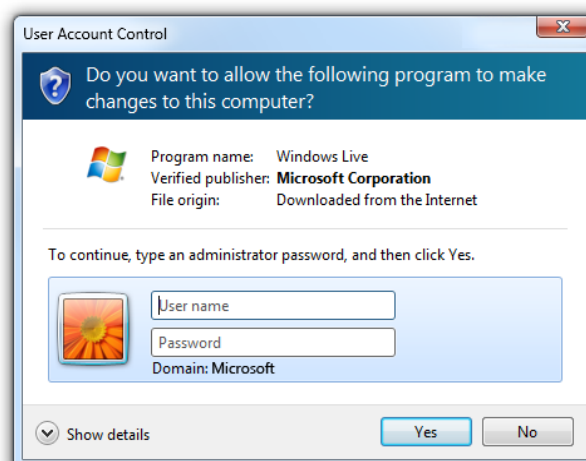 User Account Control
Do you want to allow the following program to make
changes to this computer?
Program name: Windows Live
Verified publisher: Microsoft Corporation
File origin: Downloaded from the Internet
To continue, type an administrator password, and then click Yes.
User name
Password
Domain: Microsoft
Show details Yes No